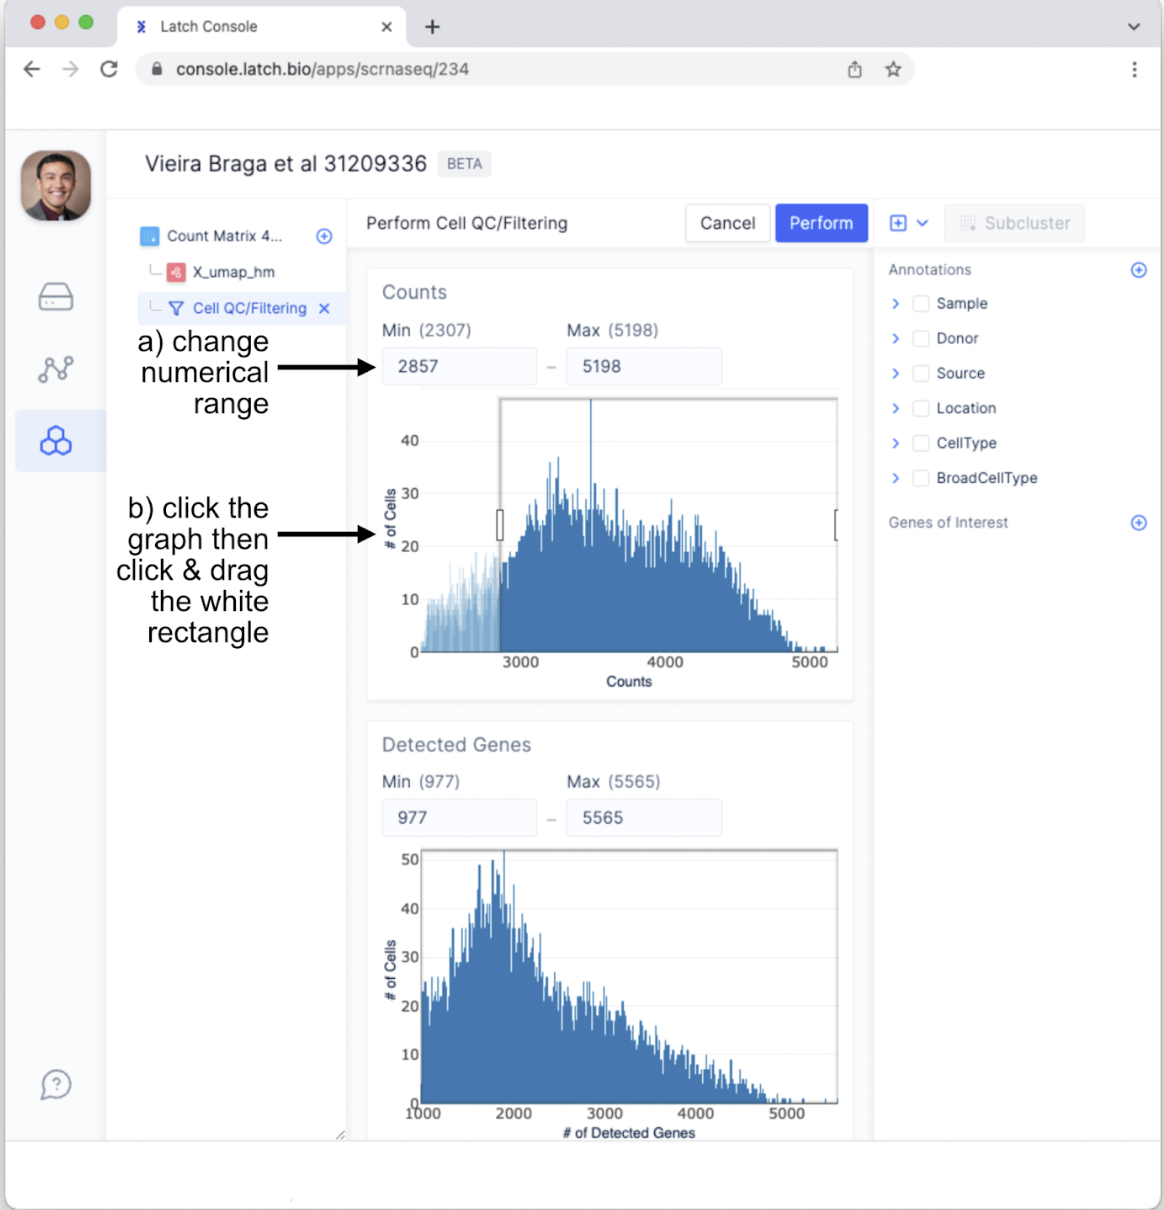 Latch Console
console.latch.bio/apps/scrnaseq/234
Vieira Braga et al 31209336 BETA
Count Matrix 4...
X_umap_hm
Cell QC/Filtering
a) change
numerical
range
b) click the
graph then
click & drag
the white
rectangle
Perform Cell QC/Filtering Cancel Perform
Counts
Min (2307) Max (5198)
2857 – 5198
# of Cells
40
30
20
10
0
3000 4000 5000
Counts
Detected Genes
Min (977) Max (5565)
977 – 5565
# of Cells
50
40
30
20
10
0
1000 2000 3000 4000 5000
# of Detected Genes
Subcluster
Annotations
Sample
Donor
Source
Location
CellType
BroadCellType
Genes of Interest